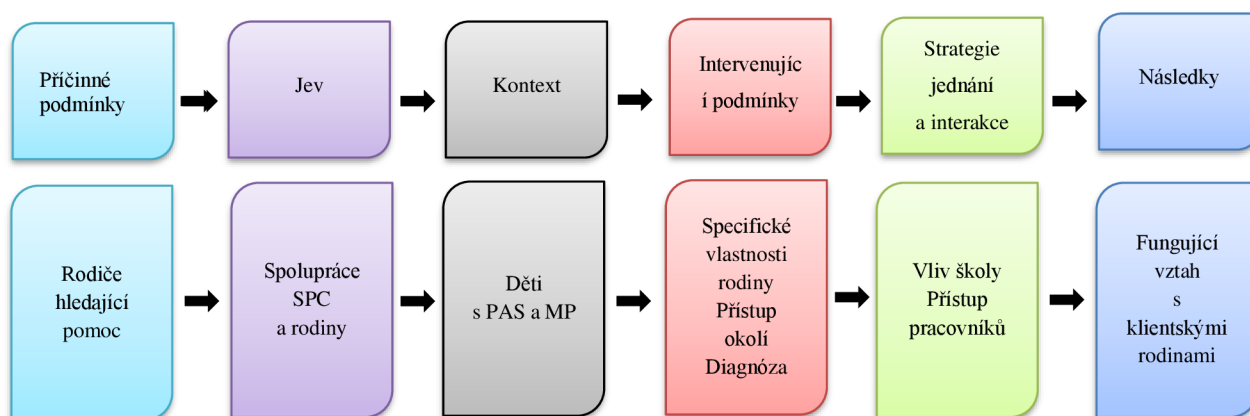 Příčinné
podmínky
Jev
Kontext
Intervenujíc
í podmínky
Strategie
jednání
a interakce
Následky
Rodiče
hledající
pomoc
Spolupráce
SPC
a rodiny
Děti
s PAS a MP
Specifické
vlastnosti
rodiny
Přístup
okolí
Diagnóza
Vliv školy
Přístup
pracovníků
Fungující
vztah
s
klientskými
rodinami